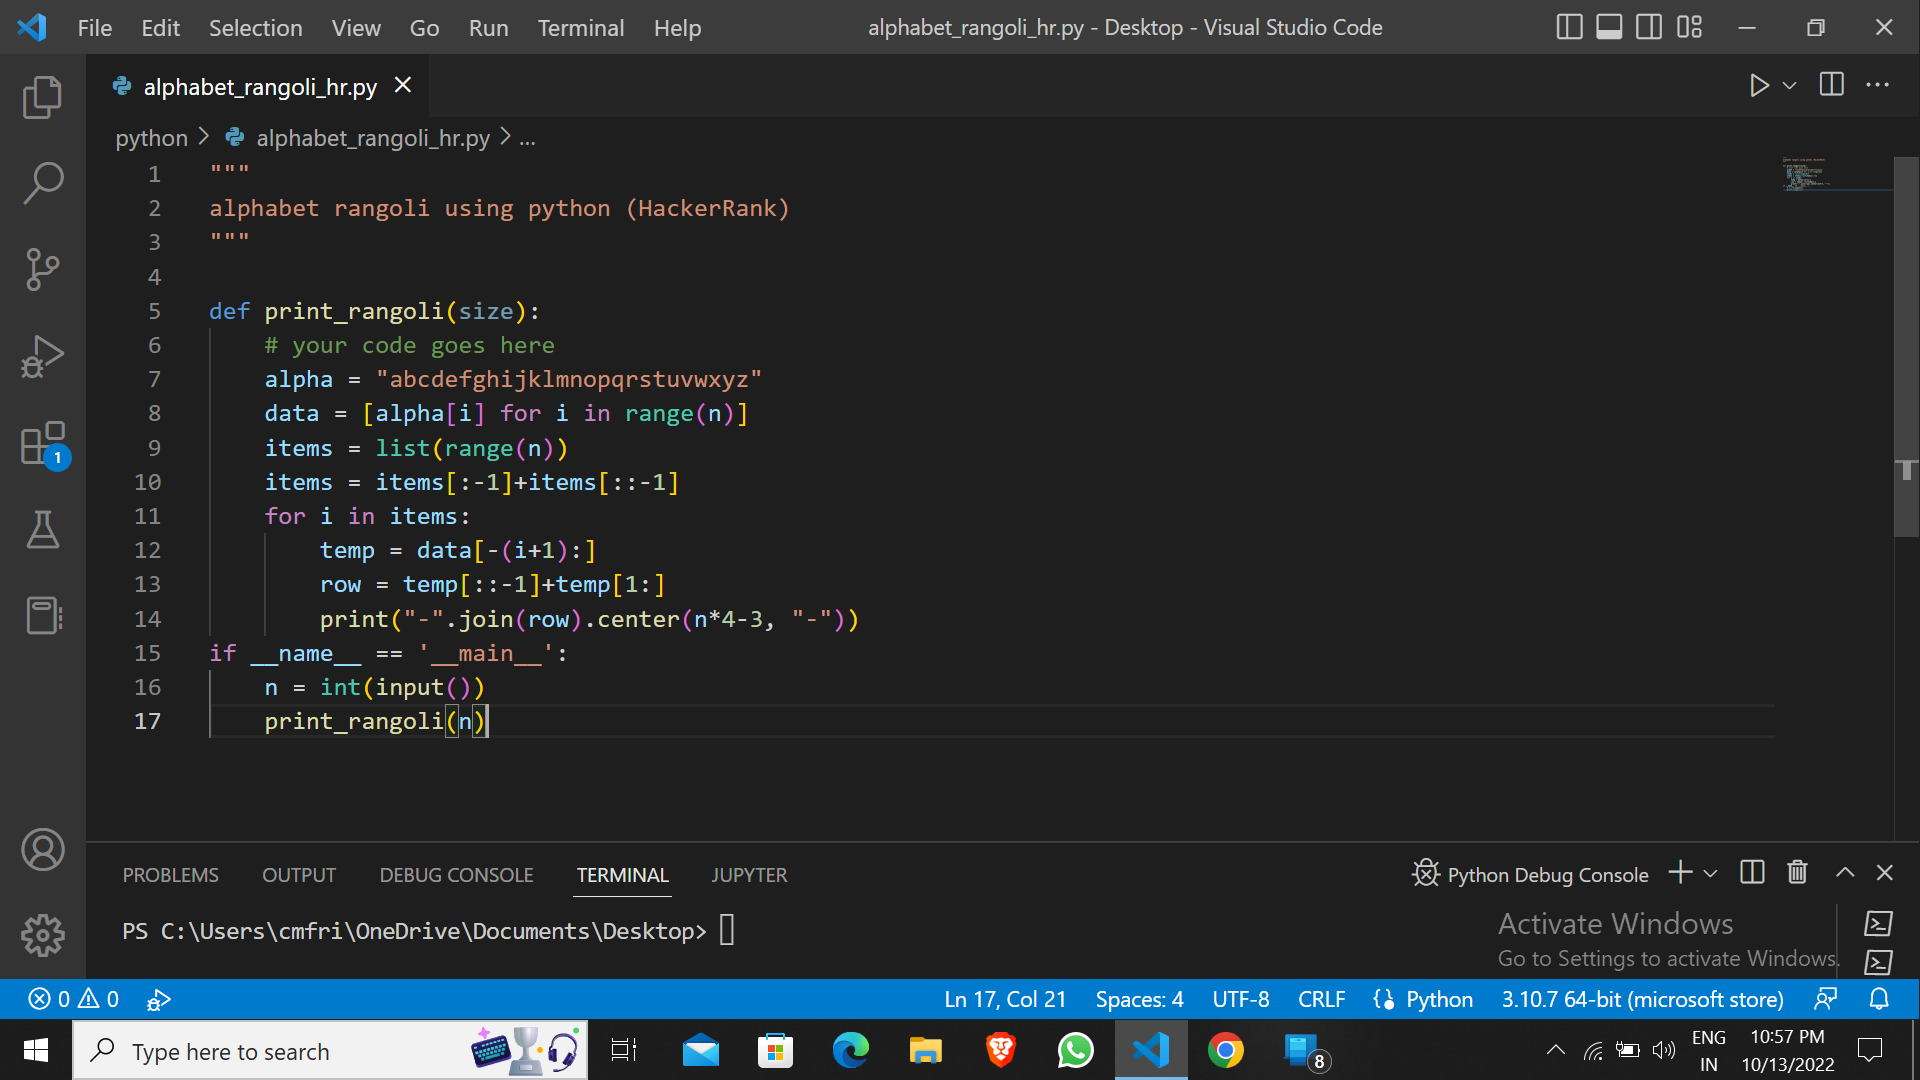 File Edit Selection View Go Run Terminal Help alphabet_rangoli_hr.py - Desktop - Visual Studio Code
alphabet_rangoli_hr.py
python > alphabet_rangoli_hr.py > ...
1 """
2 alphabet rangoli using python (HackerRank)
3 """
4
5 def print_rangoli(size):
6     # your code goes here
7     alpha = "abcdefghijklmnopqrstuvwxyz"
8     data = [alpha[i] for i in range(n)]
9     items = list(range(n))
10     items = items[:-1]+items[::-1]
11     for i in items:
12         temp = data[-(i+1):]
13         row = temp[::-1]+temp[1:]
14         print("-".join(row).center(n*4-3, "-"))
15 if __name__ == '__main__':
16     n = int(input())
17     print_rangoli(n)
1
PROBLEMS OUTPUT DEBUG CONSOLE TERMINAL JUPYTER Python Debug Console
PS C:\Users\cmfri\OneDrive\Documents\Desktop>
Activate Windows
Go to Settings to activate Windows.
0 0 Ln 17, Col 21 Spaces: 4 UTF-8 CRLF Python 3.10.7 64-bit (microsoft store)
Type here to search
8
ENG
IN
10:57 PM
10/13/2022